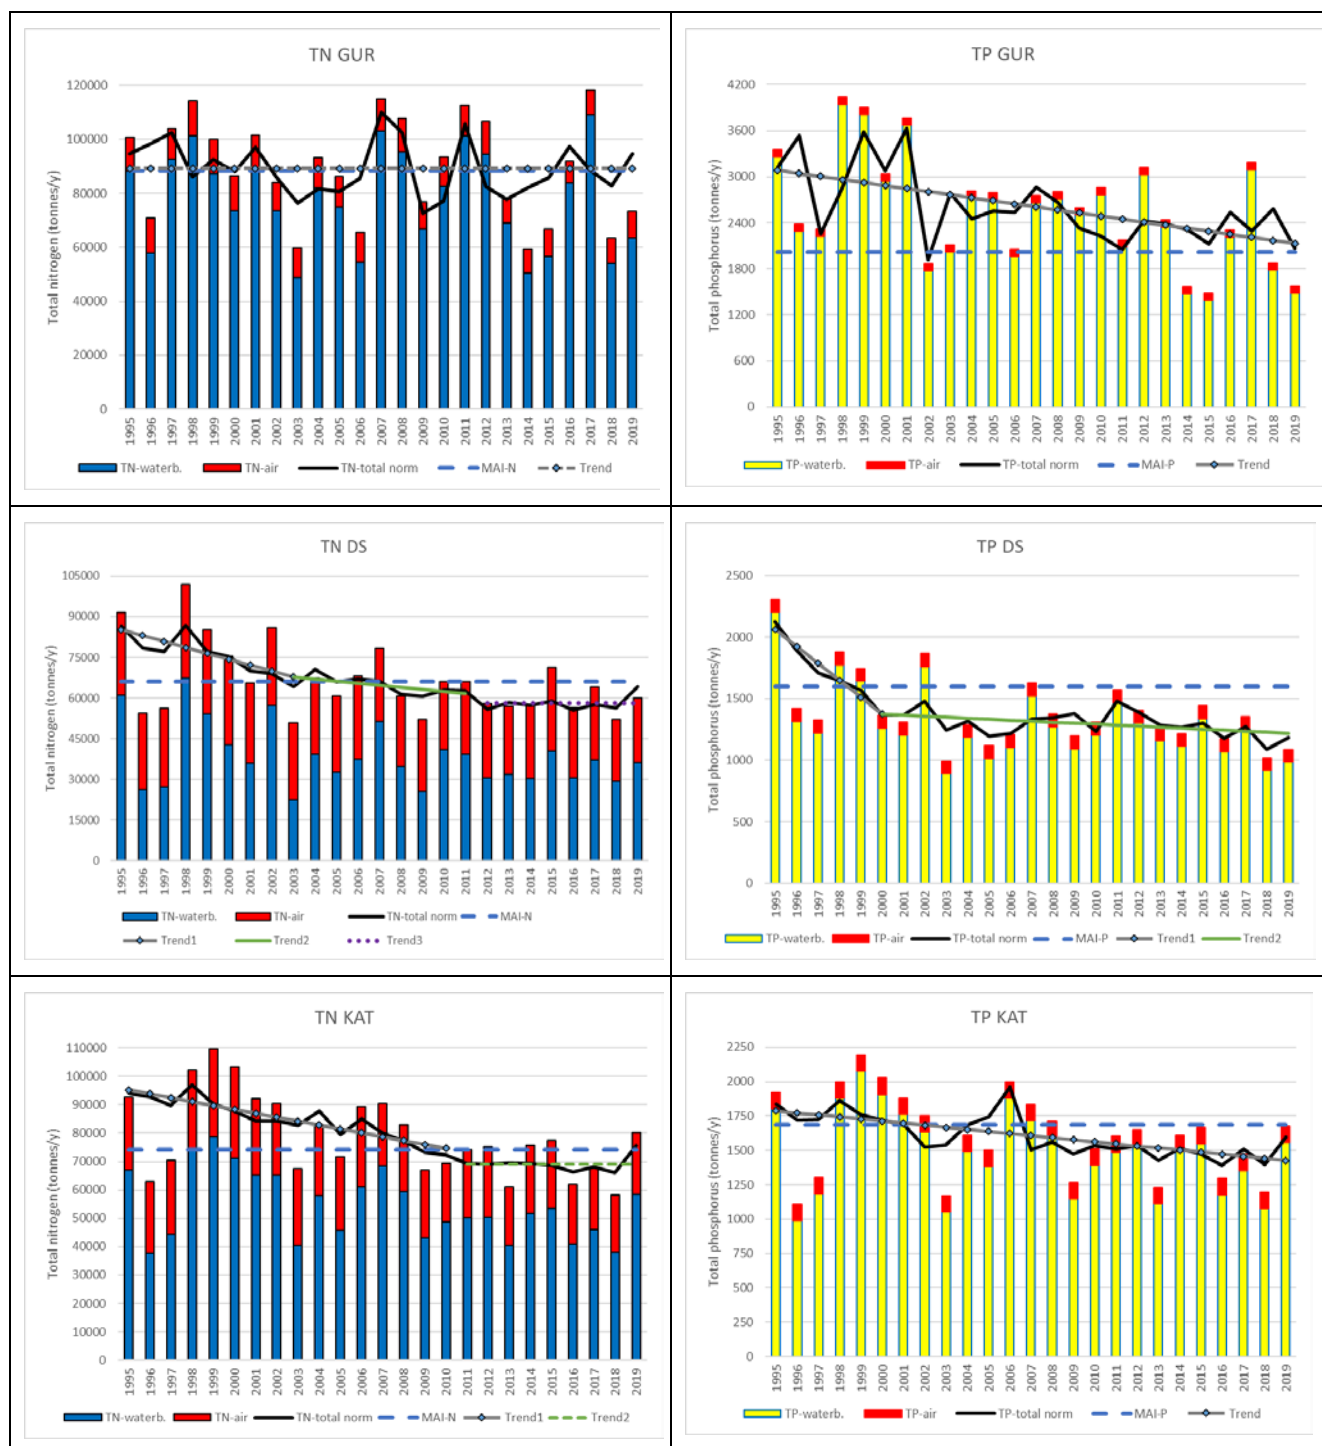 TN GUR
Total nitrogen (tonnes/y)
120000
100000
80000
60000
40000
20000
0
1995 1996 1997 1998 1999 2000 2001 2002 2003 2004 2005 2006 2007 2008 2009 2010 2011 2012 2013 2014 2015 2016 2017 2018 2019
TN-waterb. TN-air TN-total norm MAI-N Trend
TP GUR
Total phosphorus (tonnes/y)
4200
3600
3000
2400
1800
1200
600
0
1995 1996 1997 1998 1999 2000 2001 2002 2003 2004 2005 2006 2007 2008 2009 2010 2011 2012 2013 2014 2015 2016 2017 2018 2019
TP-waterb. TP-air TP-total norm MAI-P Trend
TN DS
Total nitrogen (tonnes/y)
105000
90000
75000
60000
45000
30000
15000
0
1995 1996 1997 1998 1999 2000 2001 2002 2003 2004 2005 2006 2007 2008 2009 2010 2011 2012 2013 2014 2015 2016 2017 2018 2019
TN-waterb. TN-air TN-total norm MAI-N
Trend1 Trend2 Trend3
TP DS
Total phosphorus (tonnes/y)
2500
2000
1500
1000
500
0
1995 1996 1997 1998 1999 2000 2001 2002 2003 2004 2005 2006 2007 2008 2009 2010 2011 2012 2013 2014 2015 2016 2017 2018 2019
TP-waterb. TP-air TP-total norm MAI-P Trend1 Trend2
TN KAT
Total nitrogen (tonnes/y)
110000
100000
90000
80000
70000
60000
50000
40000
30000
20000
10000
0
1995 1996 1997 1998 1999 2000 2001 2002 2003 2004 2005 2006 2007 2008 2009 2010 2011 2012 2013 2014 2015 2016 2017 2018 2019
TN-waterb. TN-air TN-total norm MAI-N Trend1 Trend2
TP KAT
Total phosphorus (tonnes/y)
2250
2000
1750
1500
1250
1000
750
500
250
0
1995 1996 1997 1998 1999 2000 2001 2002 2003 2004 2005 2006 2007 2008 2009 2010 2011 2012 2013 2014 2015 2016 2017 2018 2019
TP-waterb. TP-air TP-total norm MAI-P Trend